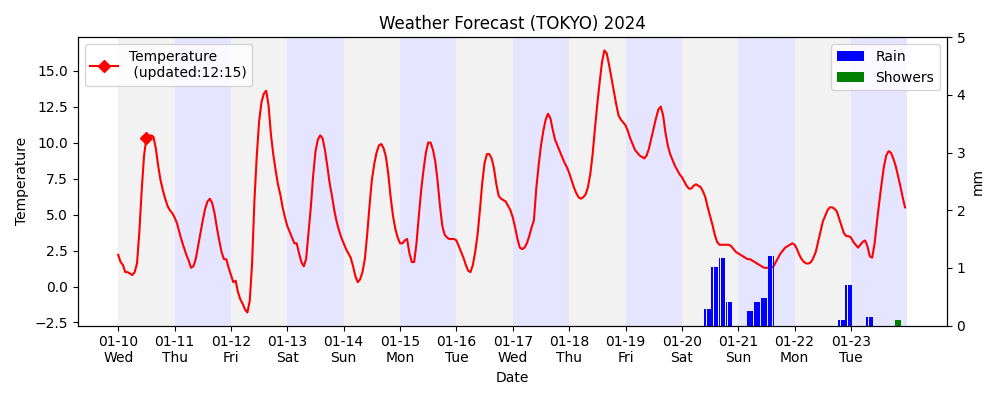 Weather Forecast (TOKYO) 2024
Temperature
(updated:12:15)
Rain
Showers
15.0
12.5
10.0
7.5
5.0
2.5
0.0
−2.5
Temperature
5
4
3
2
1
0
mm
01-10 01-11 01-12 01-13 01-14 01-15 01-16 01-17 01-18 01-19 01-20 01-21 01-22 01-23
Wed Thu Fri Sat Sun Mon Tue Wed Thu Fri Sat Sun Mon Tue
Date